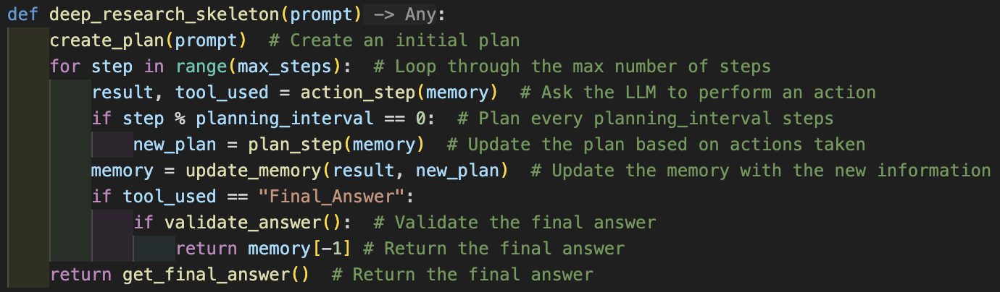 def deep_research_skeleton(prompt) -> Any:
    create_plan(prompt)  # Create an initial plan
    for step in range(max_steps):  # Loop through the max number of steps
        result, tool_used = action_step(memory)  # Ask the LLM to perform an action
        if step % planning_interval == 0:  # Plan every planning_interval steps
            new_plan = plan_step(memory)  # Update the plan based on actions taken
        memory = update_memory(result, new_plan)  # Update the memory with the new information
        if tool_used == "Final_Answer":
            if validate_answer():  # Validate the final answer
                return memory[-1] # Return the final answer
    return get_final_answer()  # Return the final answer